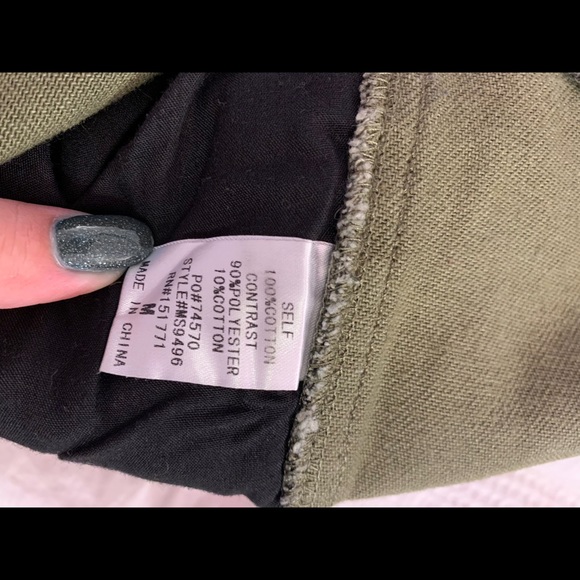 SELF
100%COTTON
CONTRAST
90%POLYESTER
10%COTTON
PO#74570
STYLE#MS9496
RN#151771
M
MADE IN CHINA